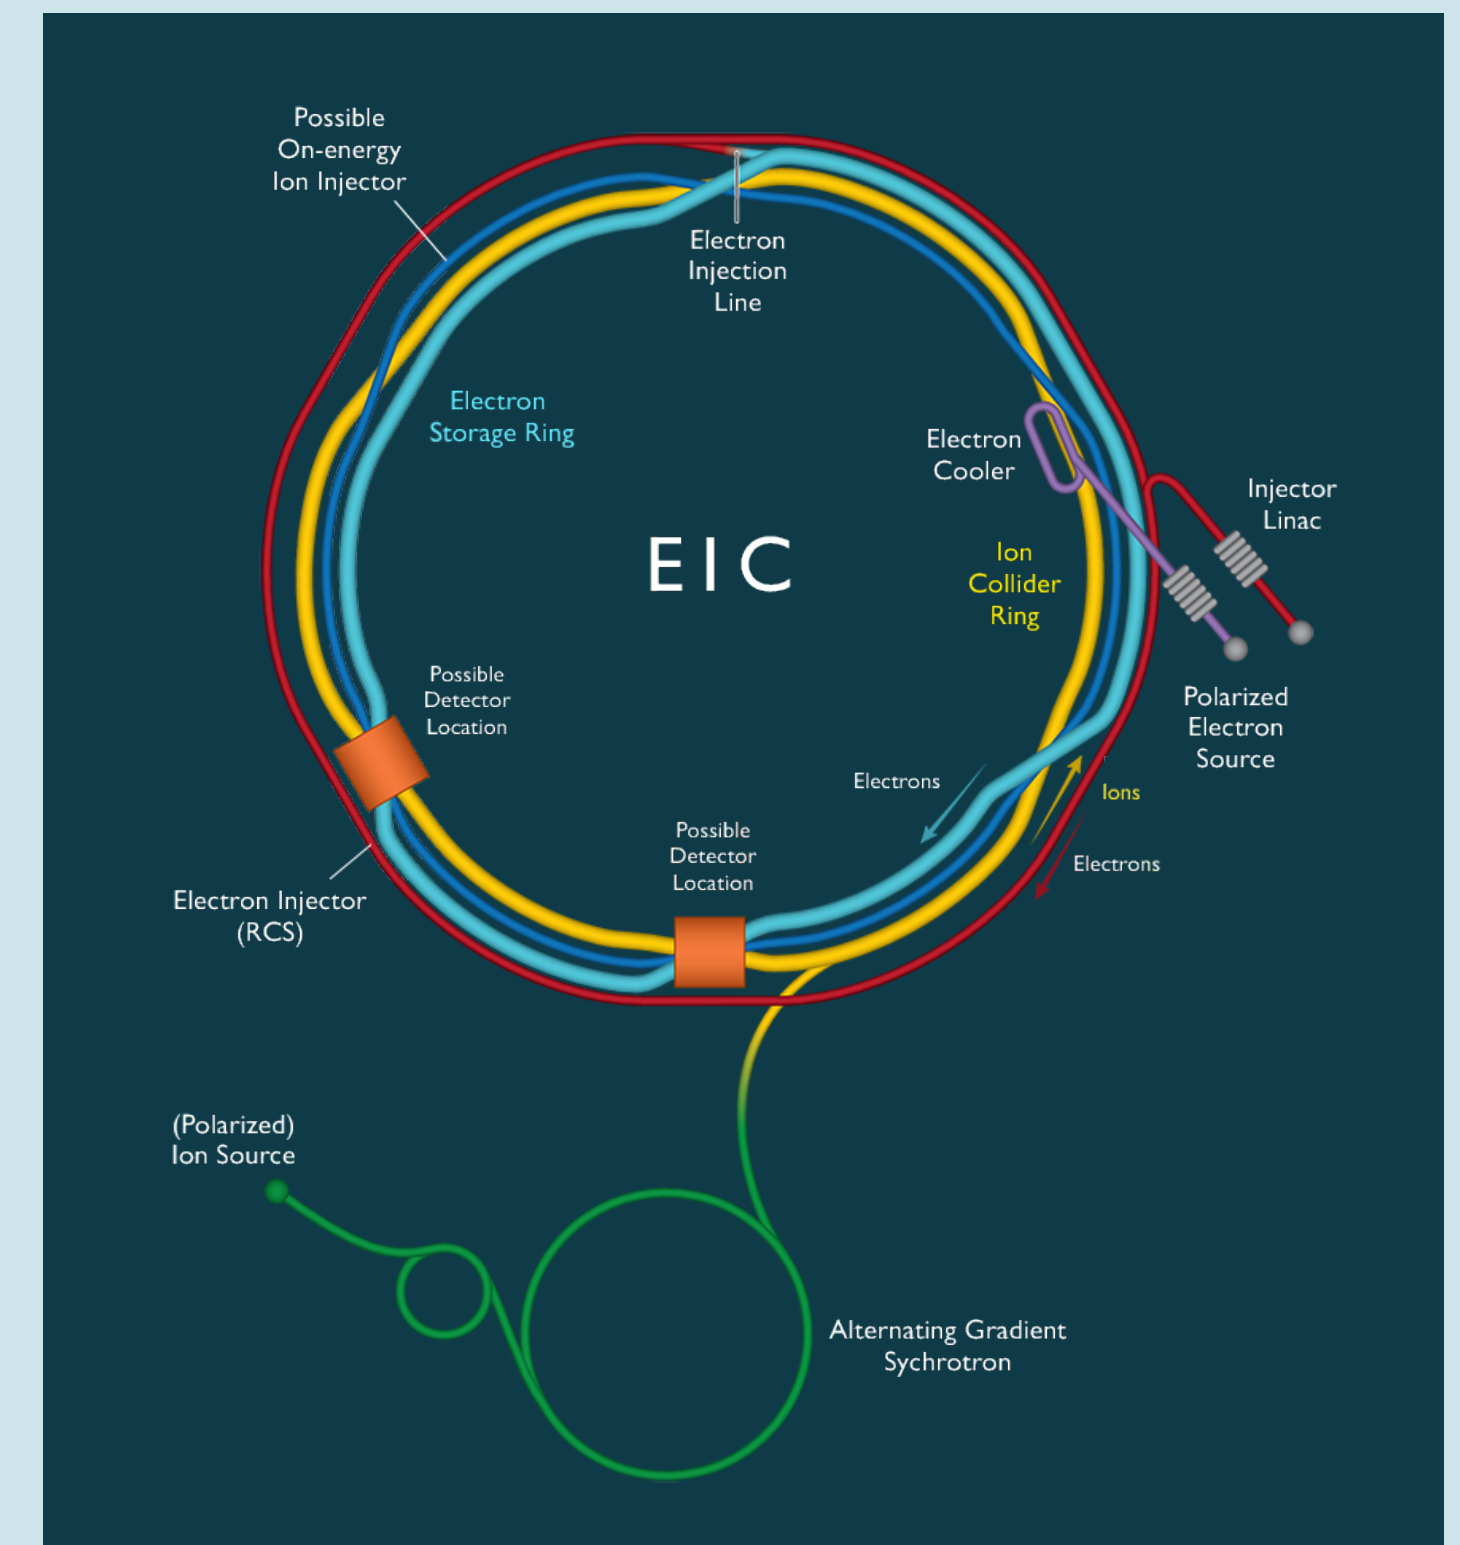 Possible
On-energy
Ion Injector
Electron
Injection
Line
Electron
Storage Ring
Electron
Cooler
Injector
Linac
EIC
Ion
Collider
Ring
Possible
Detector
Location
Polarized
Electron
Source
Electrons
Ions
Possible
Detector
Location
Electrons
Electron Injector
(RCS)
(Polarized)
Ion Source
Alternating Gradient
Sychrotron